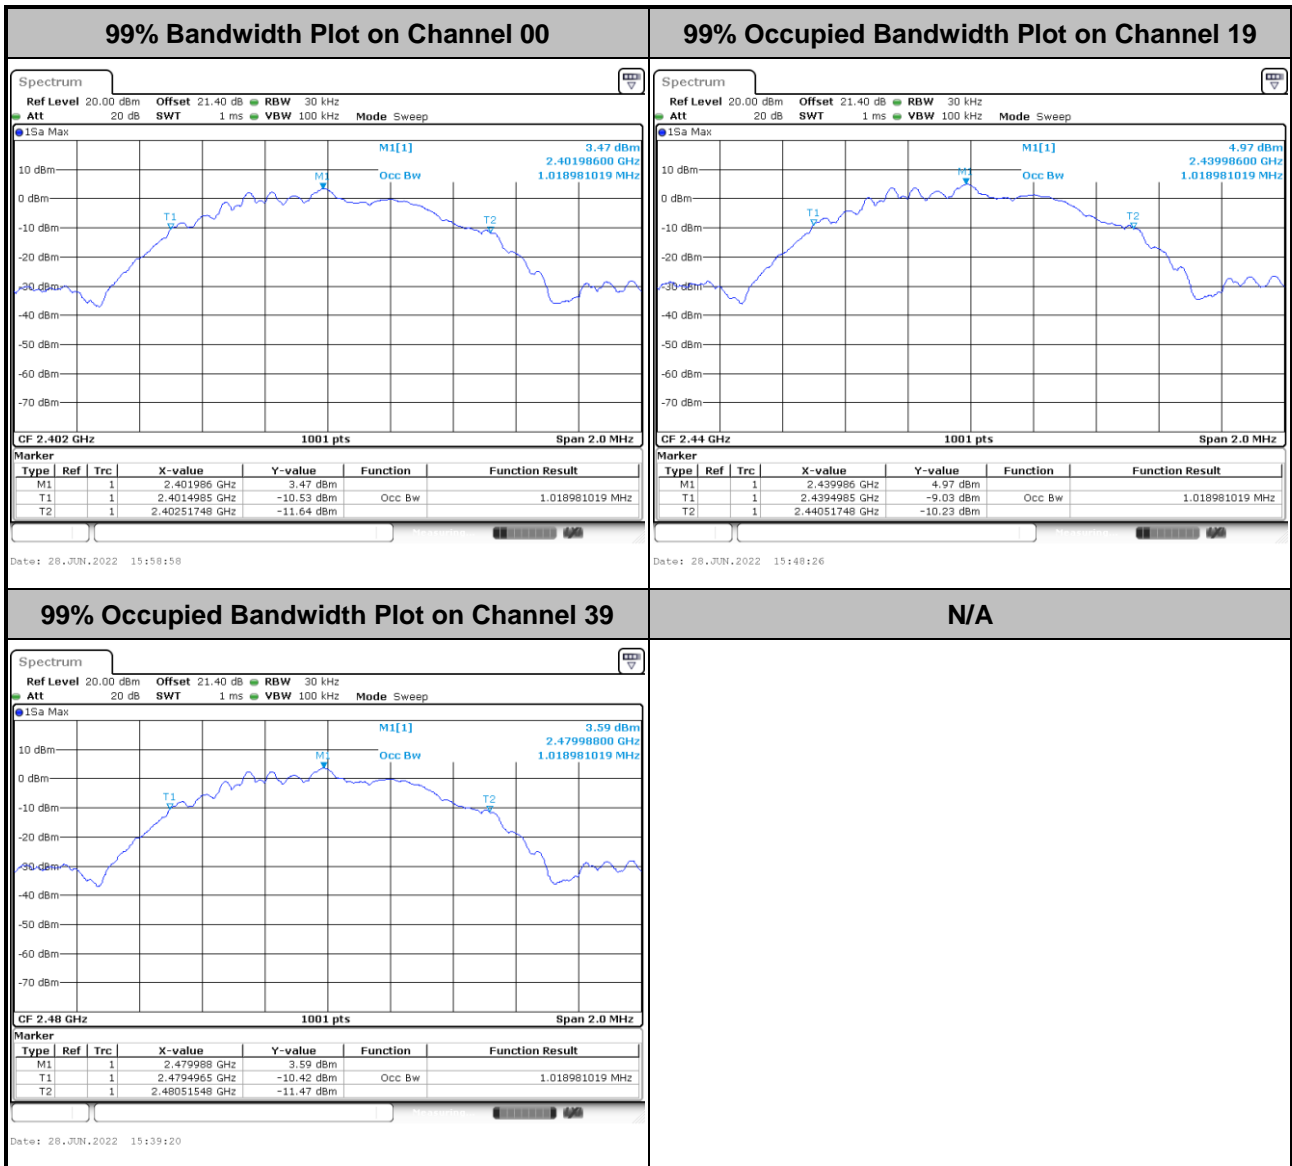 99% Bandwidth Plot on Channel 00
Spectrum
Ref Level 20.00 dBm Offset 21.40 dB RBW 30 kHz
Att 20 dB SWT 1 ms VBW 100 kHz Mode Sweep
1Sa Max
M1[1] 3.47 dBm
2.40198600 GHz
Occ Bw 1.018981019 MHz
10 dBm
M1
0 dBm
T1
T2
-10 dBm
-20 dBm
-30 dBm
-40 dBm
-50 dBm
-60 dBm
-70 dBm
CF 2.402 GHz 1001 pts Span 2.0 MHz
Marker
Type Ref Trc X-value Y-value Function Function Result
M1 1 2.401986 GHz 3.47 dBm
T1 1 2.4014985 GHz -10.53 dBm Occ Bw 1.018981019 MHz
T2 1 2.40251748 GHz -11.64 dBm
Measuring
Date: 28.JUN.2022 15:58:58
99% Occupied Bandwidth Plot on Channel 19
Spectrum
Ref Level 20.00 dBm Offset 21.40 dB RBW 30 kHz
Att 20 dB SWT 1 ms VBW 100 kHz Mode Sweep
1Sa Max
M1[1] 4.97 dBm
2.43998600 GHz
Occ Bw 1.018981019 MHz
10 dBm
M1
0 dBm
T1
T2
-10 dBm
-20 dBm
-30 dBm
-40 dBm
-50 dBm
-60 dBm
-70 dBm
CF 2.44 GHz 1001 pts Span 2.0 MHz
Marker
Type Ref Trc X-value Y-value Function Function Result
M1 1 2.439986 GHz 4.97 dBm
T1 1 2.4394985 GHz -9.03 dBm Occ Bw 1.018981019 MHz
T2 1 2.44051748 GHz -10.23 dBm
Measuring
Date: 28.JUN.2022 15:48:26
99% Occupied Bandwidth Plot on Channel 39
N/A
Spectrum
Ref Level 20.00 dBm Offset 21.40 dB RBW 30 kHz
Att 20 dB SWT 1 ms VBW 100 kHz Mode Sweep
1Sa Max
M1[1] 3.59 dBm
2.47998800 GHz
Occ Bw 1.018981019 MHz
10 dBm
M1
0 dBm
T1
T2
-10 dBm
-20 dBm
-30 dBm
-40 dBm
-50 dBm
-60 dBm
-70 dBm
CF 2.48 GHz 1001 pts Span 2.0 MHz
Marker
Type Ref Trc X-value Y-value Function Function Result
M1 1 2.479988 GHz 3.59 dBm
T1 1 2.4794965 GHz -10.42 dBm Occ Bw 1.018981019 MHz
T2 1 2.48051548 GHz -11.47 dBm
Measuring
Date: 28.JUN.2022 15:39:20